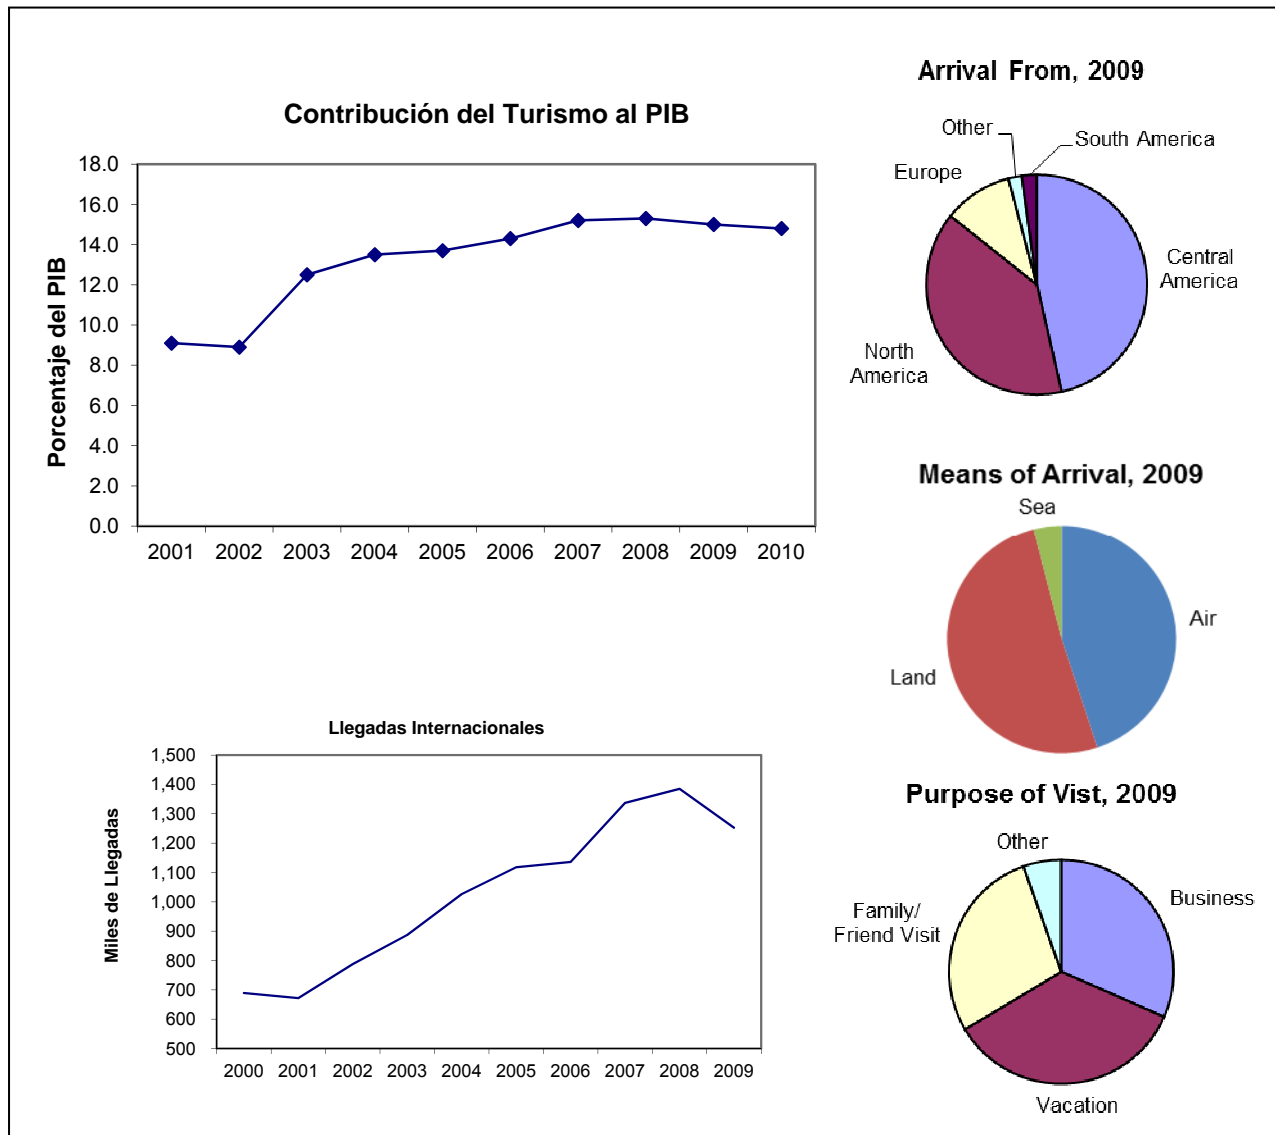 Contribución del Turismo al PIB
Porcentaje del PIB
18.0
16.0
14.0
12.0
10.0
8.0
6.0
4.0
2.0
0.0
2001 2002 2003 2004 2005 2006 2007 2008 2009 2010
Llegadas Internacionales
Miles de Llegadas
1,500
1,400
1,300
1,200
1,100
1,000
900
800
700
600
500
2000 2001 2002 2003 2004 2005 2006 2007 2008 2009
Arrival From, 2009
Other
South America
Europe
Central
America
North
America
Means of Arrival, 2009
Sea
Air
Land
Purpose of Vist, 2009
Other
Business
Family/
Friend Visit
Vacation